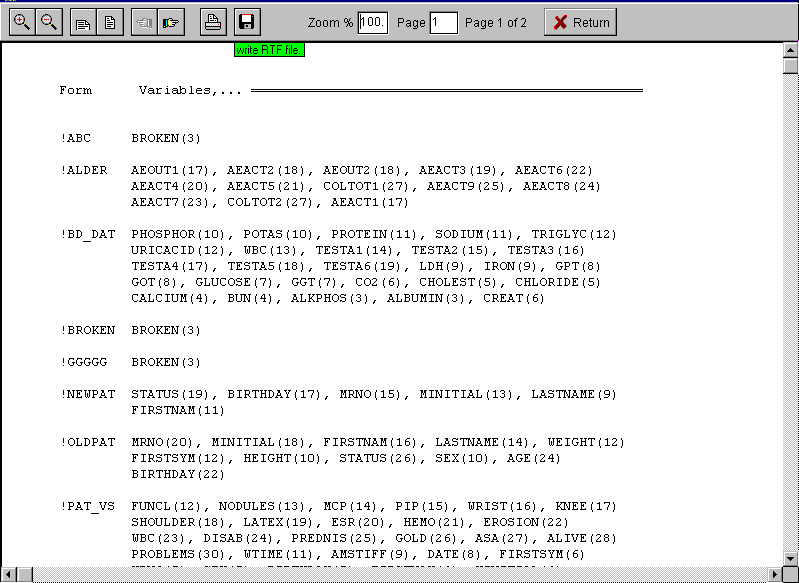 Zoom % 100. Page 1 Page 1 of 2 Return
write RTF file.
Form Variables,...
!ABC BROKEN(3)
!ALDER AEOUT1(17), AEACT2(18), AEOUT2(18), AEACT3(19), AEACT6(22)
AEACT4(20), AEACT5(21), COLTOT1(27), AEACT9(25), AEACT8(24)
AEACT7(23), COLTOT2(27), AEACT1(17)
!BD_DAT PHOSPHOR(10), POTAS(10), PROTEIN(11), SODIUM(11), TRIGLYC(12)
URICACID(12), WBC(13), TESTA1(14), TESTA2(15), TESTA3(16)
TESTA4(17), TESTA5(18), TESTA6(19), LDH(9), IRON(9), GPT(8)
GOT(8), GLUCOSE(7), GGT(7), CO2(6), CHOLEST(5), CHLORIDE(5)
CALCIUM(4), BUN(4), ALKPHOS(3), ALBUMIN(3), CREAT(6)
!BROKEN BROKEN(3)
!GGGGG BROKEN(3)
!NEWPAT STATUS(19), BIRTHDAY(17), MRNO(15), MINITIAL(13), LASTNAME(9)
FIRSTNAM(11)
!OLDPAT MRNO(20), MINITIAL(18), FIRSTNAM(16), LASTNAME(14), WEIGHT(12)
FIRSTSYM(12), HEIGHT(10), STATUS(26), SEX(10), AGE(24)
BIRTHDAY(22)
!PAT_VS FUNCL(12), NODULES(13), MCP(14), PIP(15), WRIST(16), KNEE(17)
SHOULDER(18), LATEX(19), ESR(20), HEMO(21), EROSION(22)
WBC(23), DISAB(24), PREDNIS(25), GOLD(26), ASA(27), ALIVE(28)
PROBLEMS(30), WTIME(11), AMSTIFF(9), DATE(8), FIRSTSYM(6)